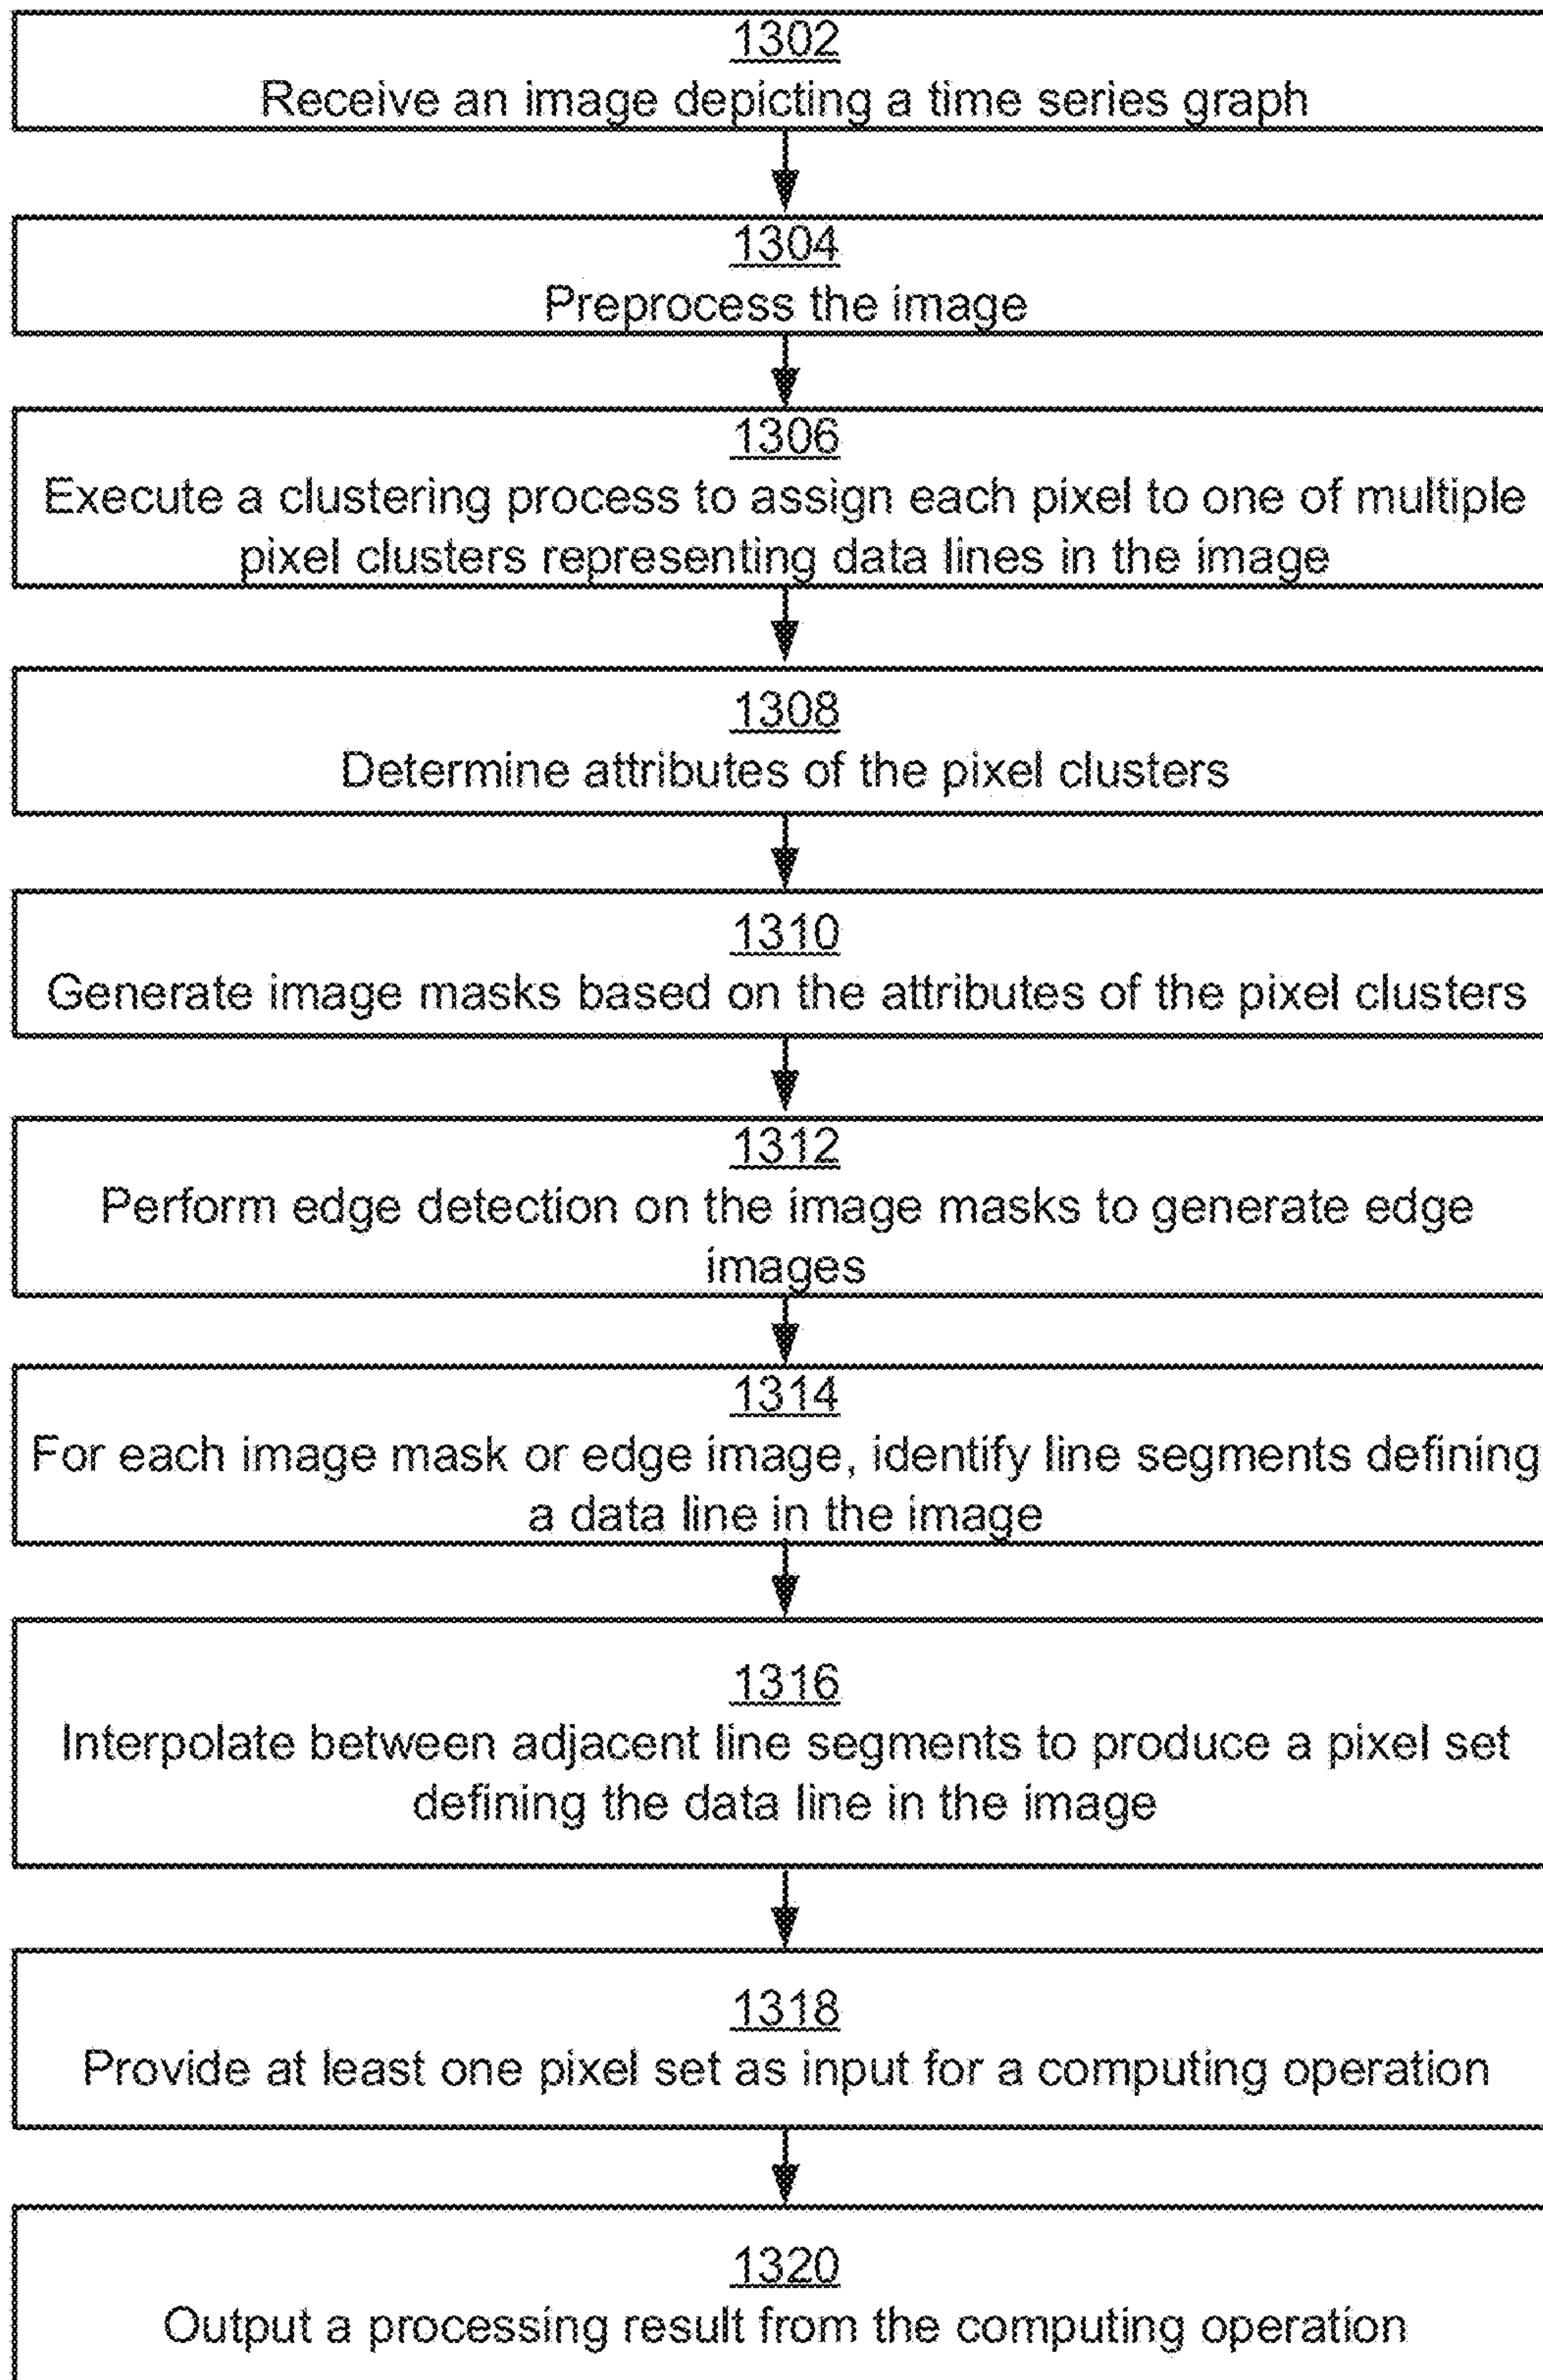 1302
Receive an image depicting a time series graph
1304
Preprocess the image
1306
Execute a clustering process to assign each pixel to one of multiple
pixel clusters representing data lines in the image
1308
Determine attributes of the pixel clusters
1310
Generate image masks based on the attributes of the pixel clusters
1312
Perform edge detection on the image masks to generate edge
images
1314
For each image mask or edge image, identify line segments defining
a data line in the image
1316
Interpolate between adjacent line segments to produce a pixel set
defining the data line in the image
1318
Provide at least one pixel set as input for a computing operation
1320
Output a processing result from the computing operation